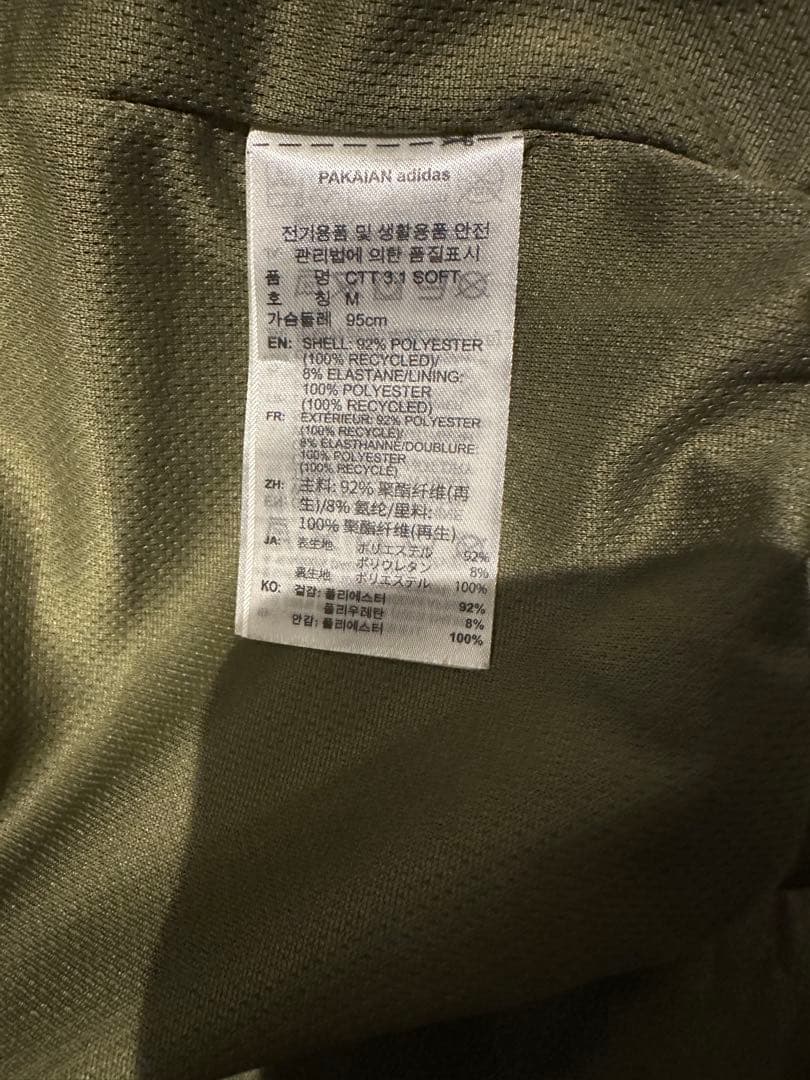 PAKAIAN adidas
전기용품 및 생활용품 안전
관리법에 의한 품질표시
품 명 CTT 3.1 SOFT
호 칭 M
가슴둘레 95cm
EN: SHELL: 92% POLYESTER
(100% RECYCLED)/
8% ELASTANE/LINING:
100% POLYESTER
(100% RECYCLED)
FR: EXTÉRIEUR: 92% POLYESTER
(100% RECYCLÉ)/
8% ÉLASTHANNE/DOUBLURE:
100% POLYESTER
(100% RECYCLÉ)
ZH: 主料: 92% 聚酯纤维(再
生)/8% 氨纶/里料:
100% 聚酯纤维(再生)
JA: 表生地 ポリエステル 92%
ポリウレタン 8%
裏生地 ポリエステル 100%
KO: 겉감: 폴리에스터 92%
폴리우레탄 8%
안감: 폴리에스터 100%